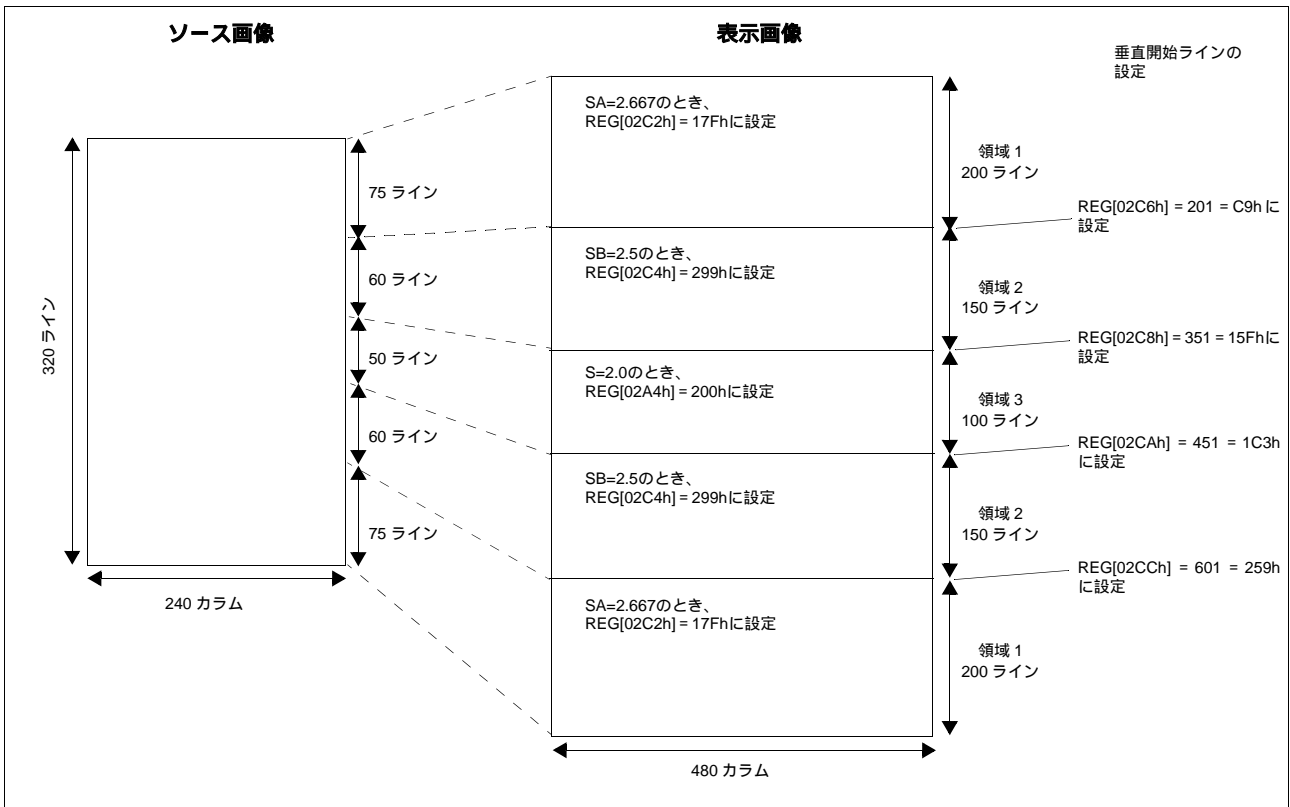 ソース画像
表示画像
垂直開始ラインの
設定
SA=2.667のとき、
REG[02C2h] = 17Fhに設定
領域 1
200 ライン
75 ライン
REG[02C6h] = 201 = C9h に
設定
SB=2.5のとき、
REG[02C4h] = 299hに設定
60 ライン
領域 2
150 ライン
320 ライン
REG[02C8h] = 351 = 15Fhに
設定
50 ライン
S=2.0のとき、
REG[02A4h] = 200hに設定
領域 3
100 ライン
60 ライン
REG[02CAh] = 451 = 1C3h
に設定
SB=2.5のとき、
REG[02C4h] = 299hに設定
領域 2
150 ライン
75 ライン
REG[02CCh] = 601 = 259h
に設定
240 カラム
SA=2.667のとき、
REG[02C2h] = 17Fhに設定
領域 1
200 ライン
480 カラム